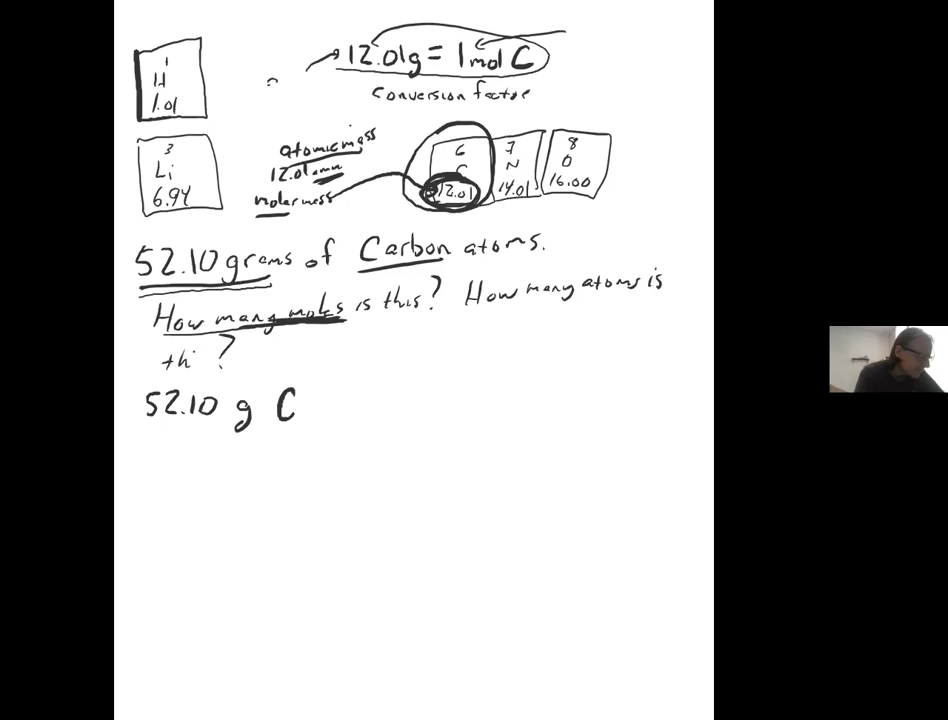 12.01g = 1 mol C
conversion factor
1
H
1.01
=
3
Li
6.94
atomic mass
12.01 amu
molar mass
6
C
12.01
7
N
14.01
8
O
16.00
52.10 grams of Carbon atoms.
How many moles is this? How many atoms is
thi ?
52.10 g C